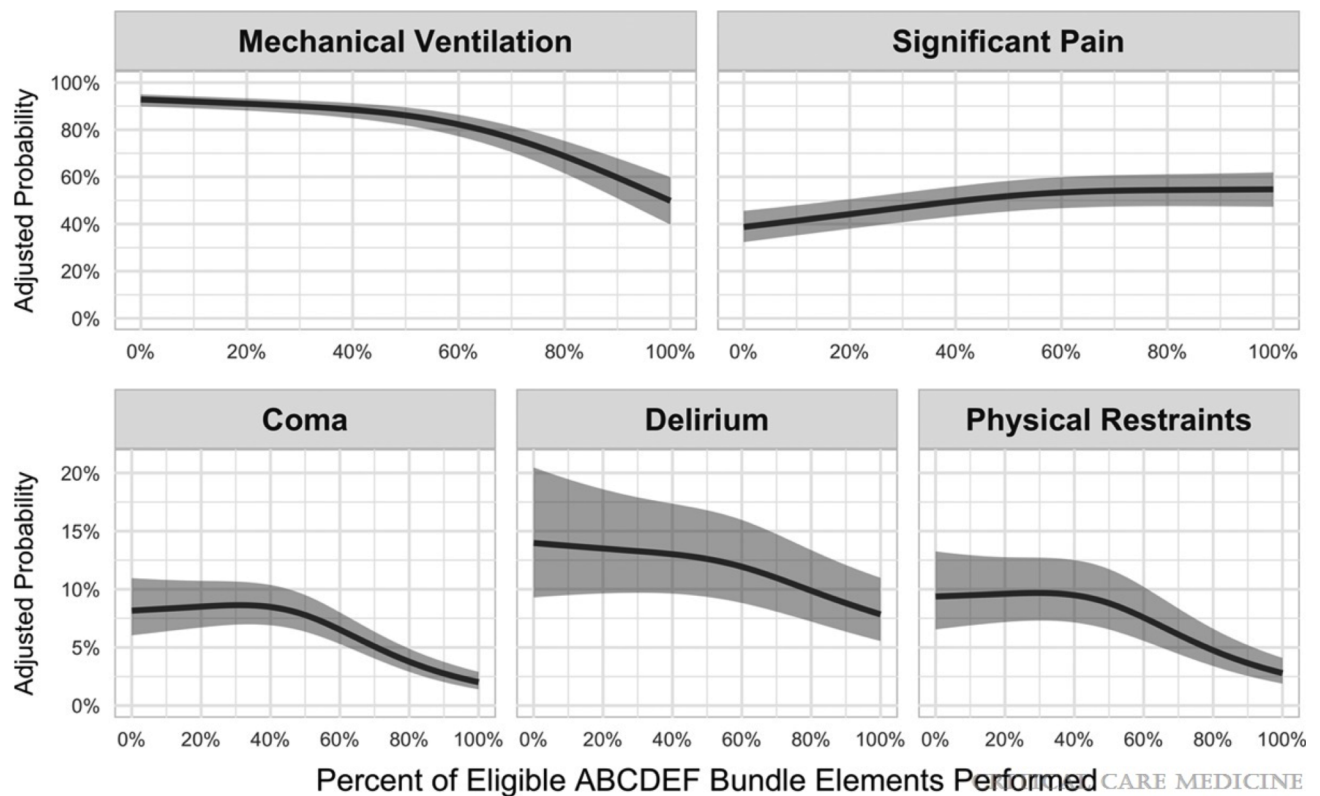 Mechanical Ventilation
Significant Pain
Adjusted Probability
100%
80%
60%
40%
20%
0%
0% 20% 40% 60% 80% 100%
0% 20% 40% 60% 80% 100%
Coma
Delirium
Physical Restraints
Adjusted Probability
20%
15%
10%
5%
0%
0% 20% 40% 60% 80% 100%
0% 20% 40% 60% 80% 100%
0% 20% 40% 60% 80% 100%
Percent of Eligible ABCDEF Bundle Elements Performed
CRITICAL CARE MEDICINE